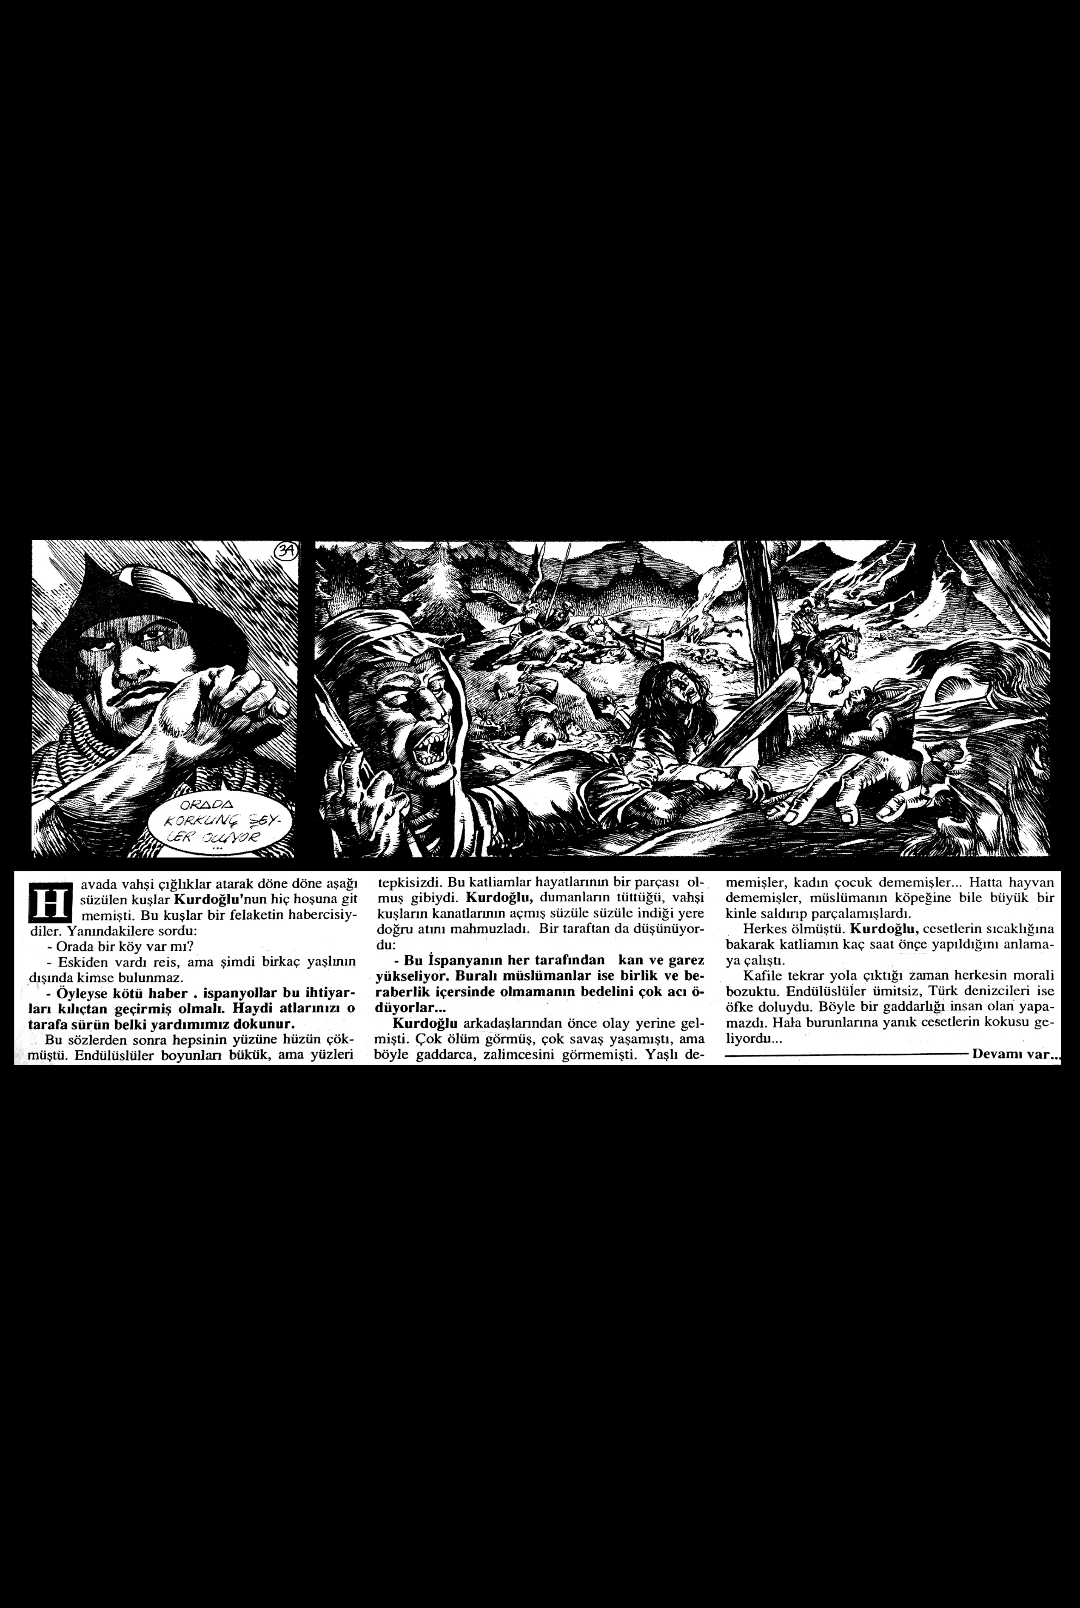 34
ORADA
KORKUNÇ ŞEY-
LER OLUYOR
...
Havada vahşi çığlıklar atarak döne döne aşağı
süzülen kuşlar Kurdoğlu'nun hiç hoşuna git
memişti. Bu kuşlar bir felaketin habercisiy-
diler. Yanındakilere sordu:
- Orada bir köy var mı?
- Eskiden vardı reis, ama şimdi birkaç yaşlının
dışında kimse bulunmaz.
- Öyleyse kötü haber . ispanyollar bu ihtiyar-
ları kılıçtan geçirmiş olmalı. Haydi atlarınızı o
tarafa sürün belki yardımımız dokunur.
Bu sözlerden sonra hepsinin yüzüne hüzün çök-
müştü. Endülüslüler boyunları bükük, ama yüzleri
tepkisizdi. Bu katliamlar hayatlarının bir parçası ol-
muş gibiydi. Kurdoğlu, dumanların tüttüğü, vahşi
kuşların kanatlarının açmış süzüle süzüle indiği yere
doğru atını mahmuzladı. Bir taraftan da düşünüyor-
du:
- Bu İspanyanın her tarafından kan ve garez
yükseliyor. Buralı müslümanlar ise birlik ve be-
raberlik içersinde olmamanın bedelini çok acı ö-
düyorlar...
Kurdoğlu arkadaşlarından önce olay yerine gel-
mişti. Çok ölüm görmüş, çok savaş yaşamıştı, ama
böyle gaddarca, zalimcesini görmemişti. Yaşlı de-
memişler, kadın çocuk dememişler... Hatta hayvan
dememişler, müslümanın köpeğine bile büyük bir
kinle saldırıp parçalamışlardı.
Herkes ölmüştü. Kurdoğlu, cesetlerin sıcaklığına
bakarak katliamın kaç saat önçe yapıldığını anlama-
ya çalıştı.
Kafile tekrar yola çıktığı zaman herkesin morali
bozuktu. Endülüslüler ümitsiz, Türk denizcileri ise
öfke doluydu. Böyle bir gaddarlığı insan olan yapa-
mazdı. Hala burunlarına yanık cesetlerin kokusu ge-
liyordu...
Devamı var...